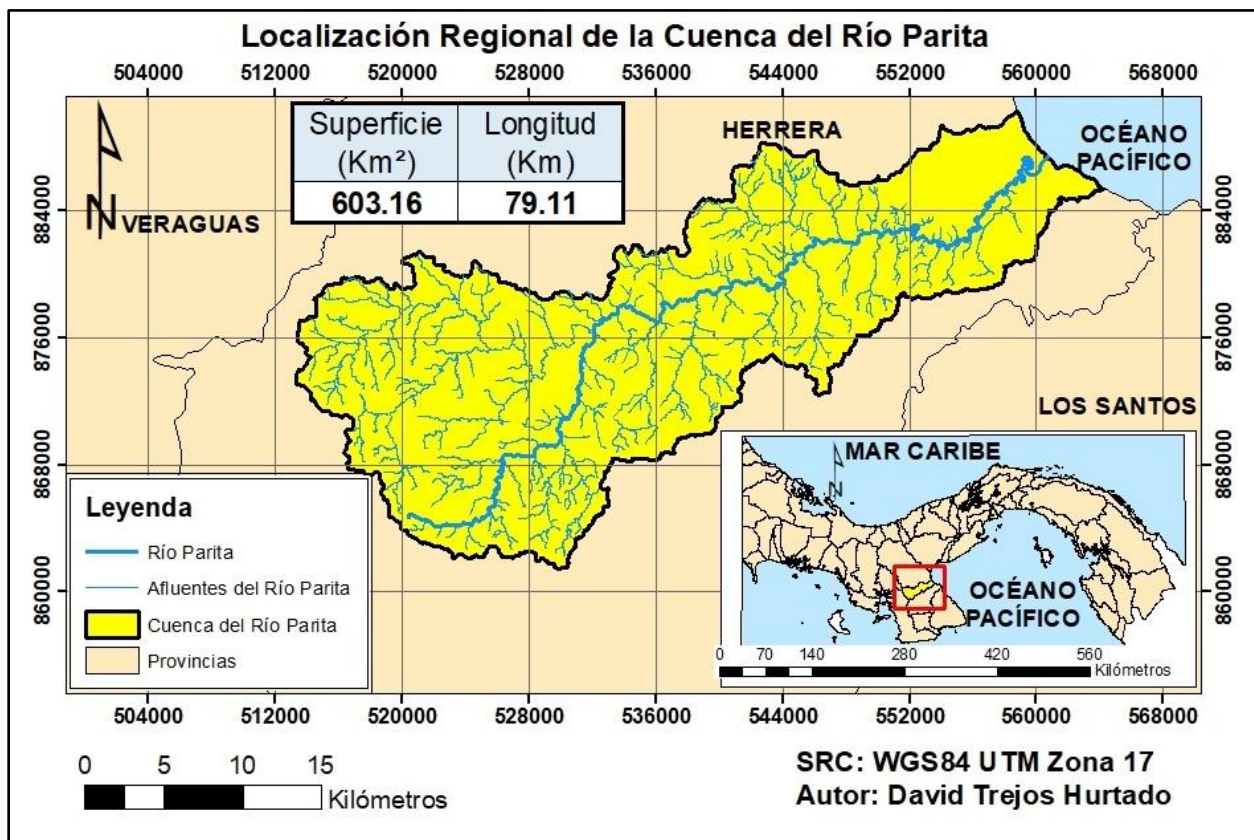 Localización Regional de la Cuenca del Río Parita
504000 512000 520000 528000 536000 544000 552000 560000 568000
Superficie (Km²)
Longitud (Km)
603.16
79.11
HERRERA
OCÉANO
PACÍFICO
N
VERAGUAS
884000
884000
876000
876000
LOS SANTOS
868000
868000
860000
860000
Leyenda
Río Parita
Afluentes del Río Parita
Cuenca del Río Parita
Provincias
MAR CARIBE
N
OCÉANO
PACÍFICO
0 70 140 280 420 560
Kilómetros
504000 512000 520000 528000 536000 544000 552000 560000 568000
0 5 10 15
Kilómetros
SRC: WGS84 UTM Zona 17
Autor: David Trejos Hurtado